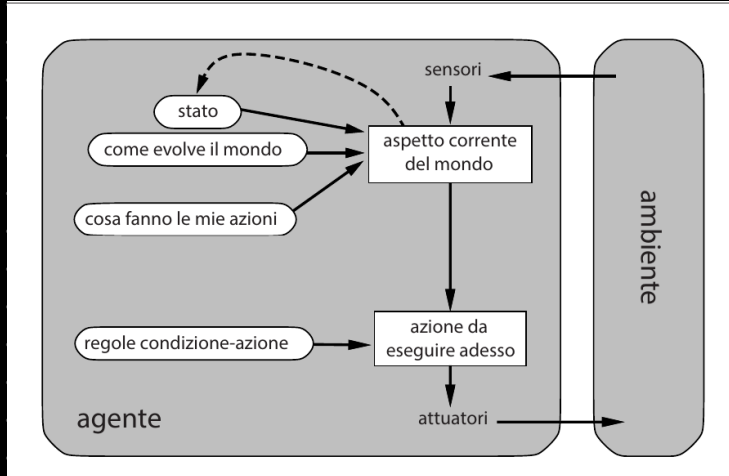 sensori
stato
aspetto corrente
del mondo
come evolve il mondo
cosa fanno le mie azioni
ambiente
azione da
eseguire adesso
regole condizione-azione
agente
attuatori